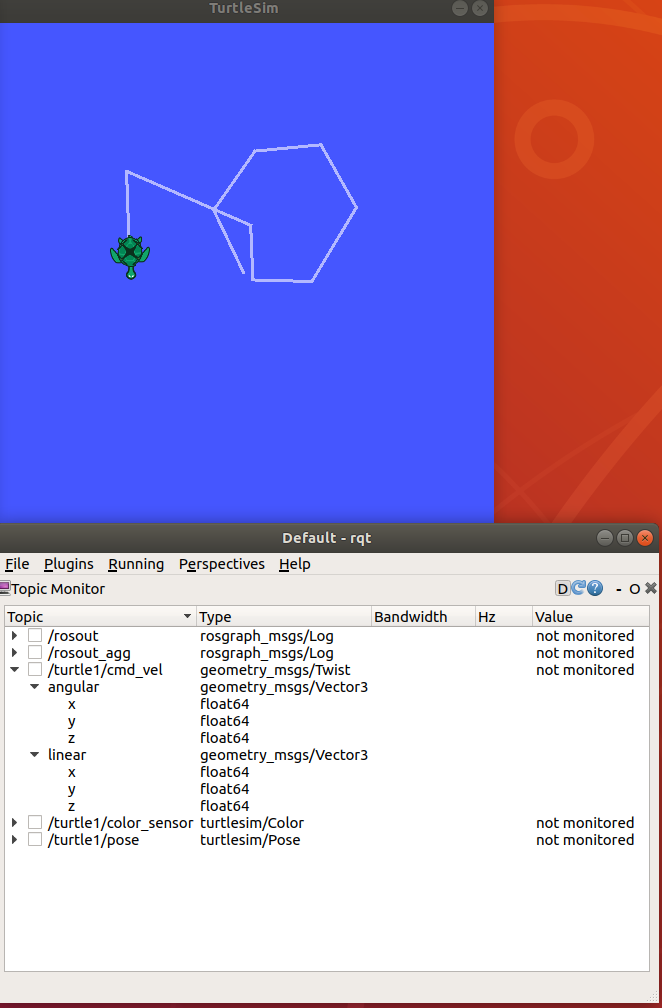 TurtleSim
Default - rqt
File Plugins Running Perspectives Help
Topic Monitor D ? - O
Topic Type Bandwidth Hz Value
/rosout rosgraph_msgs/Log not monitored
/rosout_agg rosgraph_msgs/Log not monitored
/turtle1/cmd_vel geometry_msgs/Twist not monitored
angular geometry_msgs/Vector3
x float64
y float64
z float64
linear geometry_msgs/Vector3
x float64
y float64
z float64
/turtle1/color_sensor turtlesim/Color not monitored
/turtle1/pose turtlesim/Pose not monitored